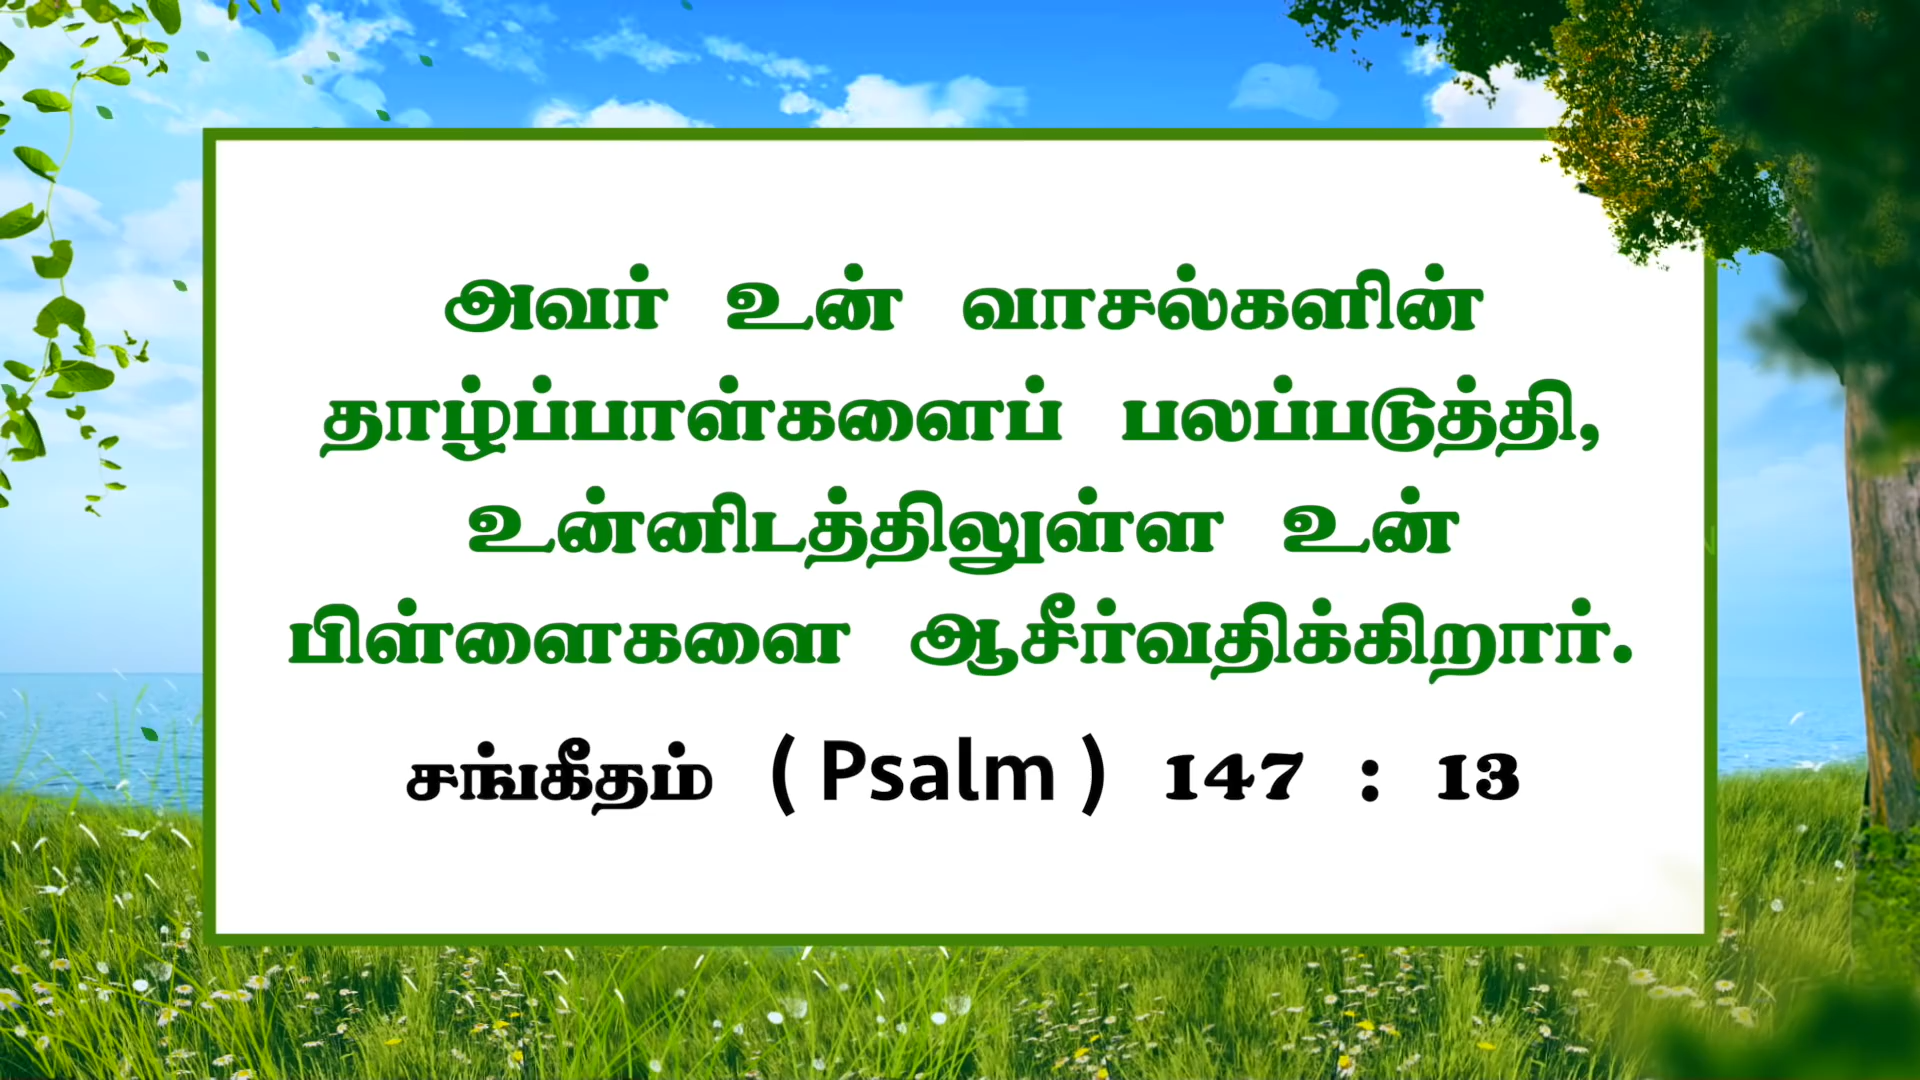 அவர் உன் வாசல்களின்
தாழ்ப்பாள்களைப் பலப்படுத்தி,
உன்னிடத்திலுள்ள உன்
பிள்ளைகளை ஆசீர்வதிக்கிறார்.
சங்கீதம் ( Psalm ) 147 : 13